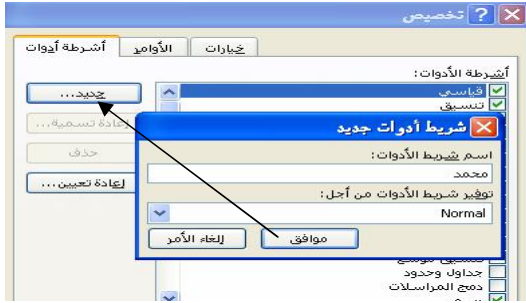 تخصيص
أشرطة أدوات
الأوامر
خيارات
أشرطة الأدوات:
قياسي
تنسيق
جديد...
إعادة تسمية...
حذف
إعادة تعيين...
شريط أدوات جديد
اسم شريط الأدوات:
محمد
توفير شريط الأدوات من أجل:
Normal
موافق
إلغاء الأمر
جداول وحدود
دمج المراسلات